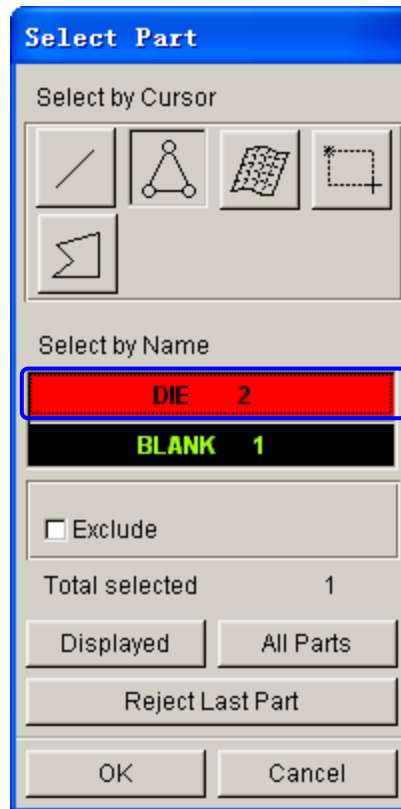 Select Part
Select by Cursor
Select by Name
DIE 2
BLANK 1
Exclude
Total selected 1
Displayed All Parts
Reject Last Part
OK Cancel